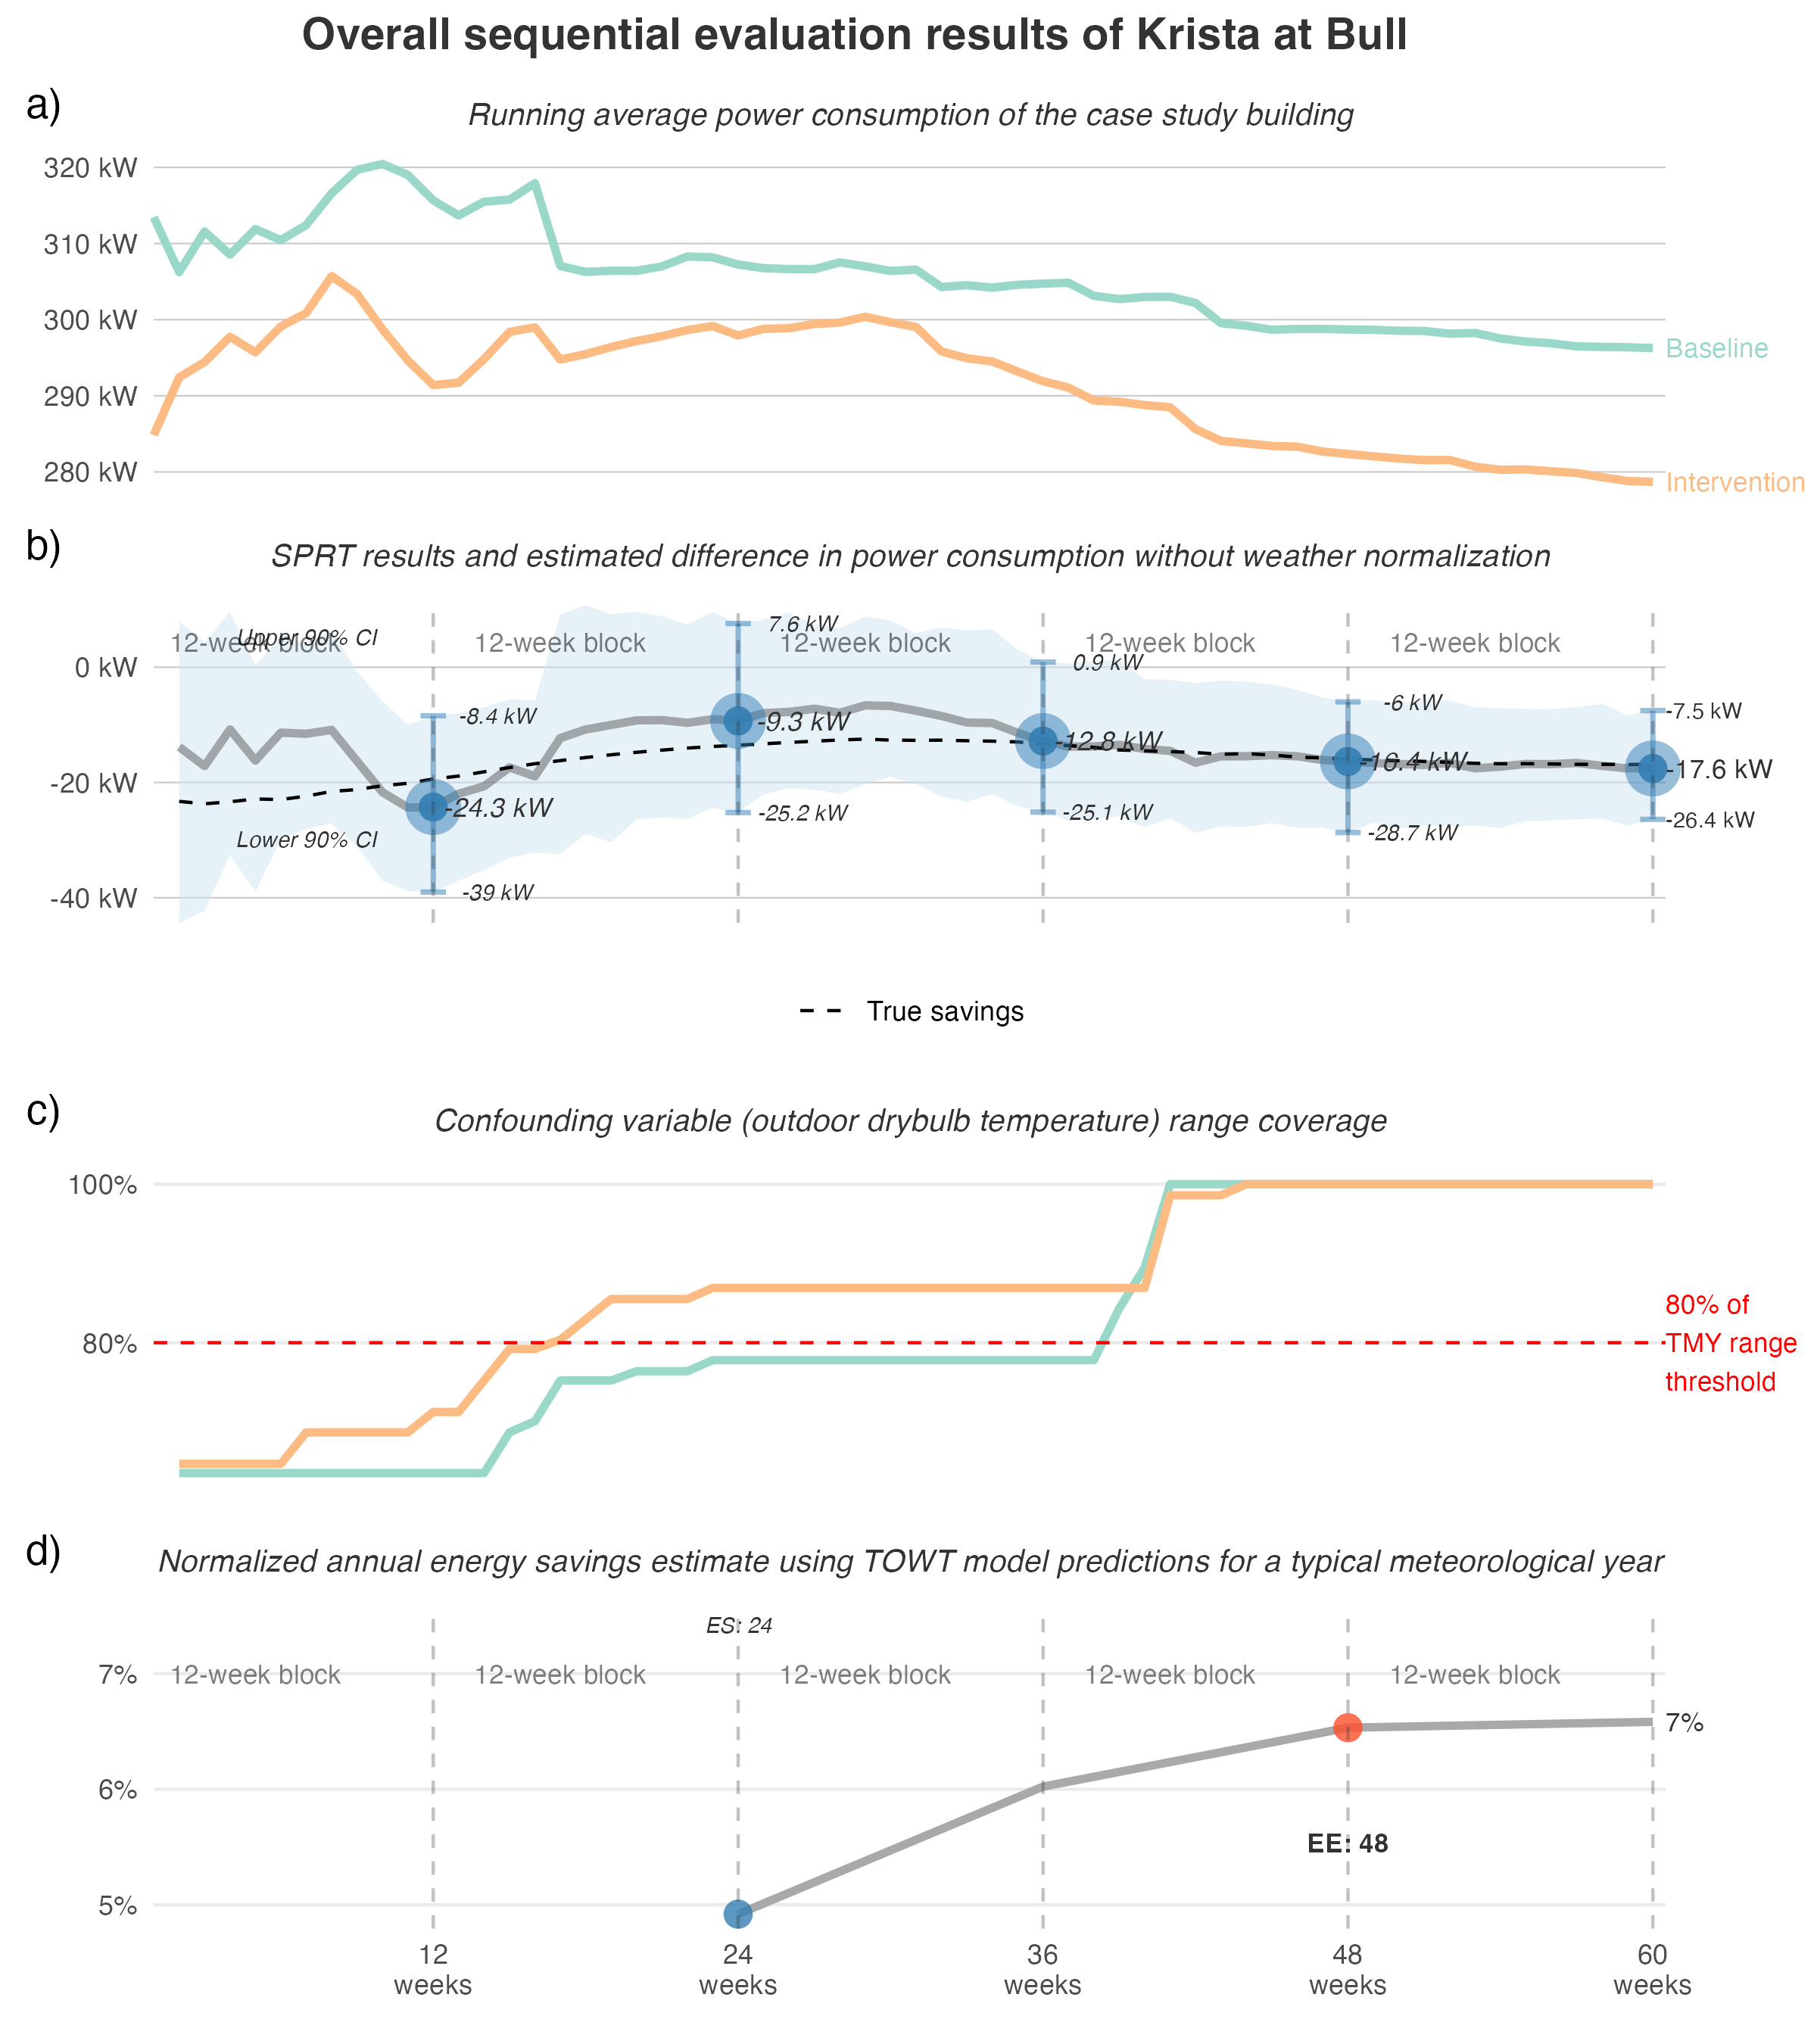 Overall sequential evaluation results of Krista at Bull
a)
Running average power consumption of the case study building
320 kW
310 kW
300 kW
290 kW
280 kW
Baseline
Intervention
b)
SPRT results and estimated difference in power consumption without weather normalization
12-week block
12-week block
12-week block
12-week block
12-week block
Upper 90% CI
Lower 90% CI
0 kW
-20 kW
-40 kW
-8.4 kW
-24.3 kW
-39 kW
7.6 kW
-9.3 kW
-25.2 kW
0.9 kW
-12.8 kW
-25.1 kW
-6 kW
-16.4 kW
-28.7 kW
-7.5 kW
-17.6 kW
-26.4 kW
True savings
c)
Confounding variable (outdoor drybulb temperature) range coverage
100%
80%
80% of
TMY range
threshold
d)
Normalized annual energy savings estimate using TOWT model predictions for a typical meteorological year
ES: 24
7%
12-week block
12-week block
12-week block
12-week block
12-week block
7%
6%
EE: 48
5%
12
weeks
24
weeks
36
weeks
48
weeks
60
weeks